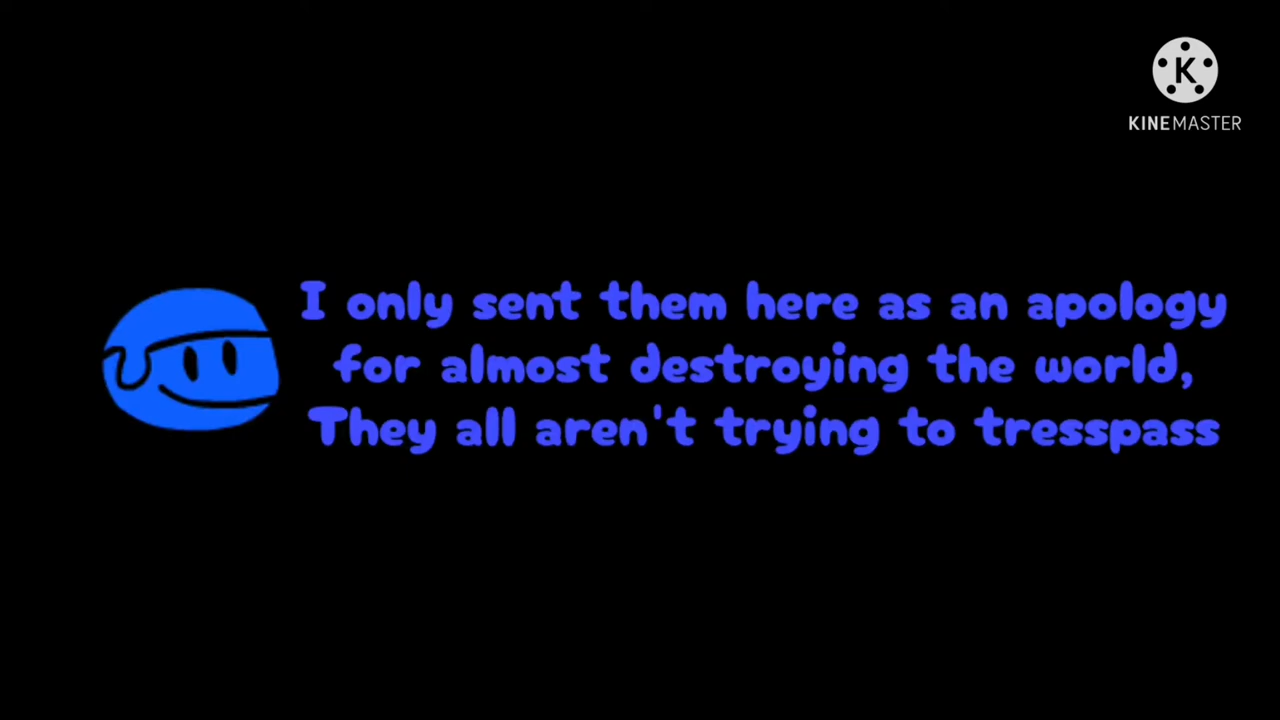 K
KINEMASTER
I only sent them here as an apology
for almost destroying the world,
They all aren't trying to tresspass